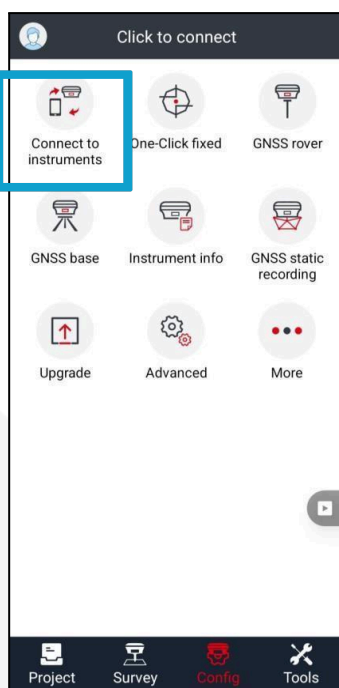 Click to connect
Connect to
instruments
One-Click fixed
GNSS rover
GNSS base
Instrument info
GNSS static
recording
Upgrade
Advanced
More
Project
Survey
Config
Tools